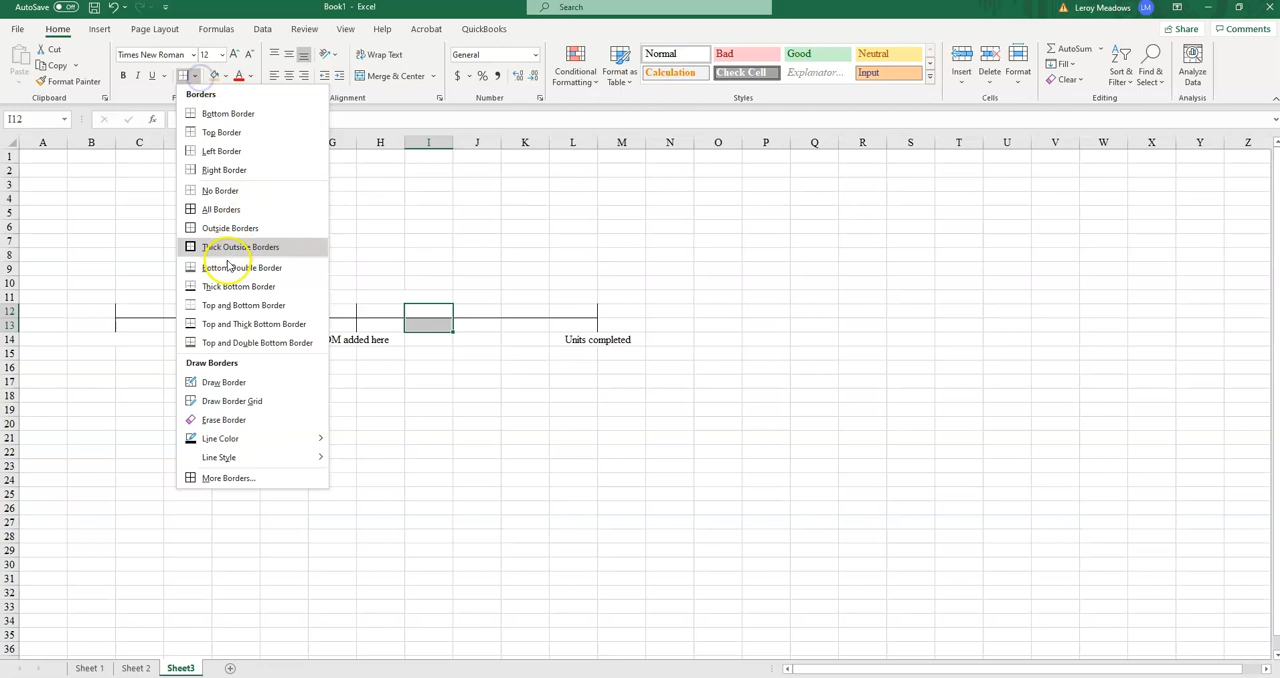 AutoSave Off Book1 - Excel Search Leroy Meadows LM
File Home Insert Page Layout Formulas Data Review View Help Acrobat QuickBooks Share Comments
Cut Times New Roman 12 A A Wrap Text General Normal Bad Good Neutral AutoSum
Paste Copy Conditional Format as Insert Delete Format Fill Sort & Find & Analyze
Format Painter B I U A Merge & Center $ % 9 Formatting Table Calculation Check Cell Explanator... Input Clear Filter Select Data
Clipboard Alignment Number Styles Cells Editing Analysis
I12 fx
A B C G H I J K L M N O P Q R S T U V W X Y Z
Borders
Bottom Border
Top Border
Left Border
Right Border
No Border
All Borders
Outside Borders
Thick Outside Borders
Bottom Double Border
Thick Bottom Border
Top and Bottom Border
Top and Thick Bottom Border
Top and Double Bottom Border
Draw Borders
Draw Border
Draw Border Grid
Erase Border
Line Color
Line Style
More Borders...
1
2
3
4
5
6
7
8
9
10
11
12
13
14 DM added here Units completed
15
16
17
18
19
20
21
22
23
24
25
26
27
28
29
30
31
32
33
34
35
36
Sheet 1 Sheet 2 Sheet3